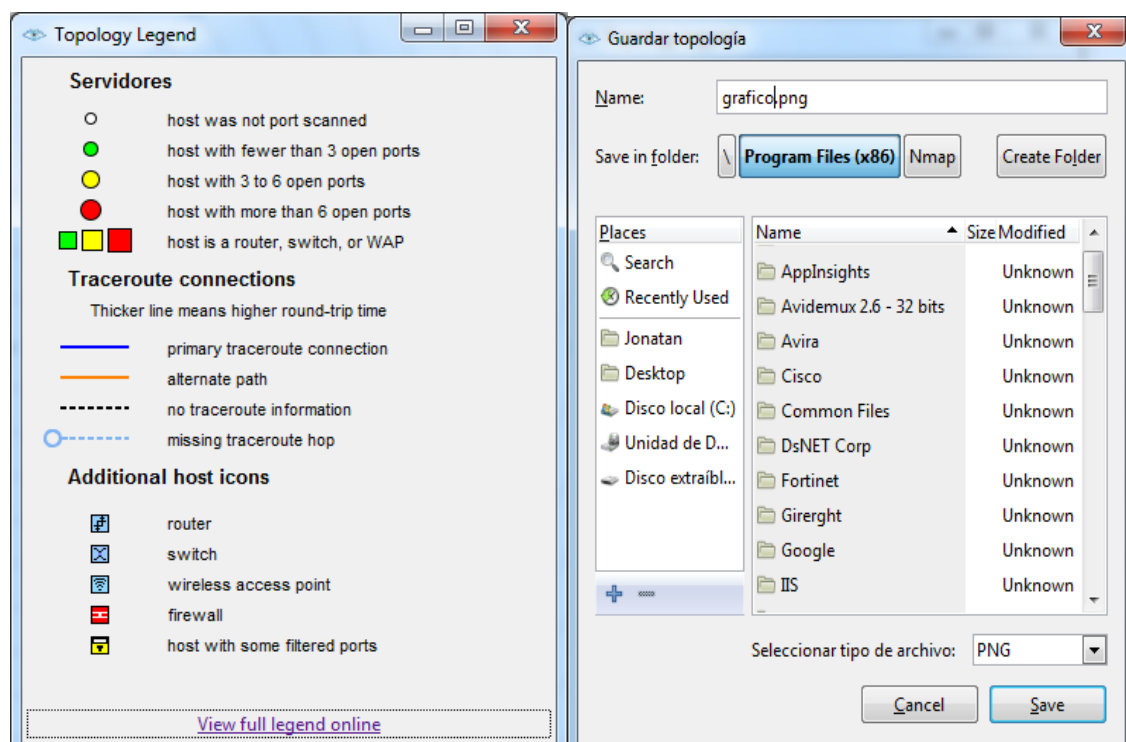 Topology Legend
Servidores
host was not port scanned
host with fewer than 3 open ports
host with 3 to 6 open ports
host with more than 6 open ports
host is a router, switch, or WAP
Traceroute connections
Thicker line means higher round-trip time
primary traceroute connection
alternate path
no traceroute information
missing traceroute hop
Additional host icons
router
switch
wireless access point
firewall
host with some filtered ports
View full legend online
Guardar topología
Name: grafico.png
Save in folder: \ Program Files (x86) Nmap Create Folder
Places
Search
Recently Used
Jonatan
Desktop
Disco local (C:)
Unidad de D...
Disco extraíbl...
Name Size Modified
AppInsights Unknown
Avidemux 2.6 - 32 bits Unknown
Avira Unknown
Cisco Unknown
Common Files Unknown
DsNET Corp Unknown
Fortinet Unknown
Girerght Unknown
Google Unknown
IIS Unknown
Seleccionar tipo de archivo: PNG
Cancel Save